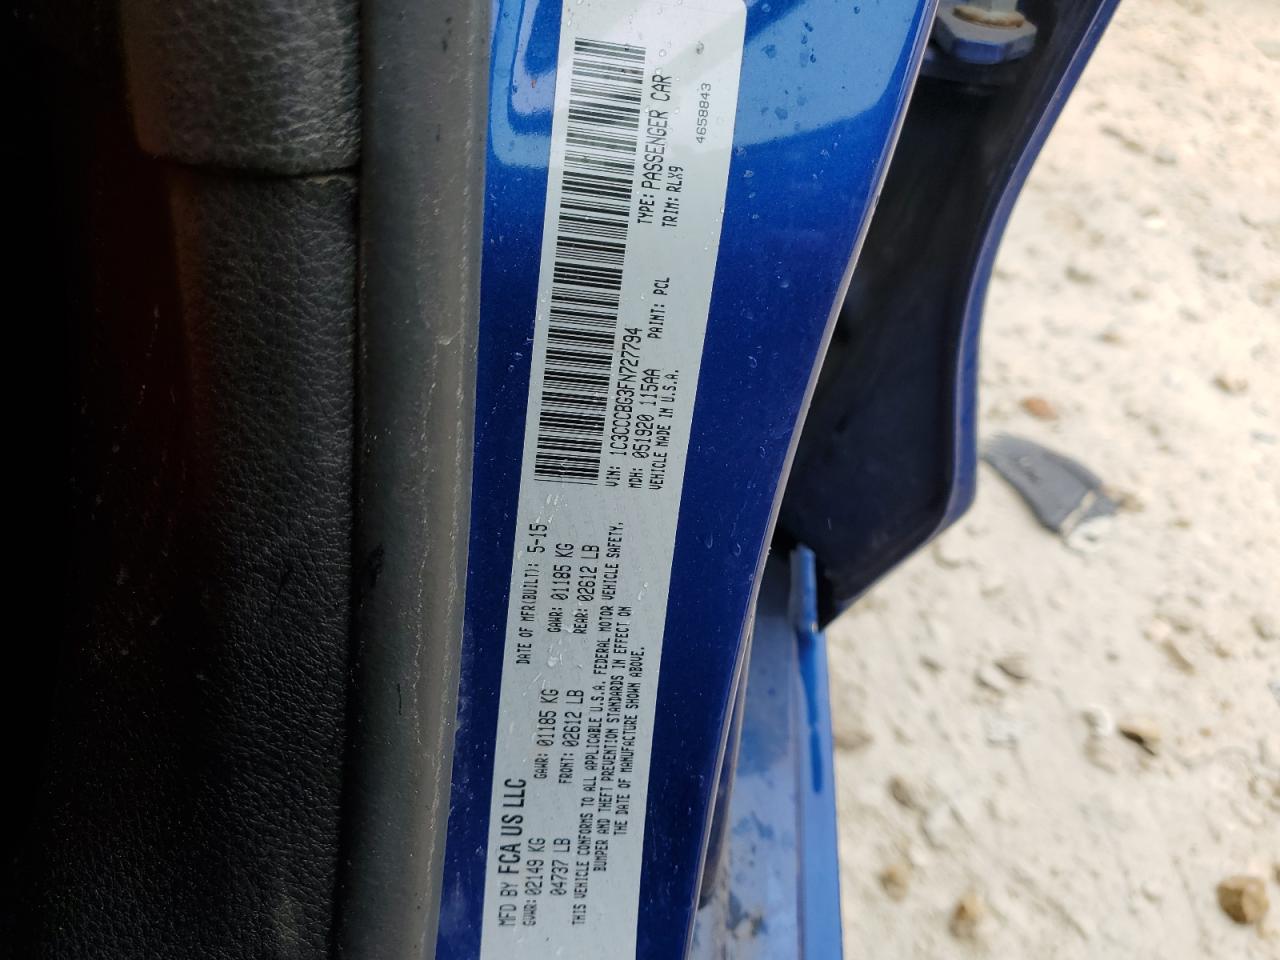 MFD BY FCA US LLC
DATE OF MFR(BUILT): 5-15
GVWR: 02149 KG
04737 LB
GAWR: 01185 KG
FRONT: 02612 LB
GAWR: 01185 KG
REAR: 02612 LB
THIS VEHICLE CONFORMS TO ALL APPLICABLE U.S.A. FEDERAL MOTOR VEHICLE SAFETY,
BUMPER AND THEFT PREVENTION STANDARDS IN EFFECT ON
THE DATE OF MANUFACTURE SHOWN ABOVE.
VIN: 1C3CCCBG3FN727794
TYPE: PASSENGER CAR
MDH: 051920 115AA
PAINT: PCL
TRIM: RLX9
VEHICLE MADE IN U.S.A.
4658843